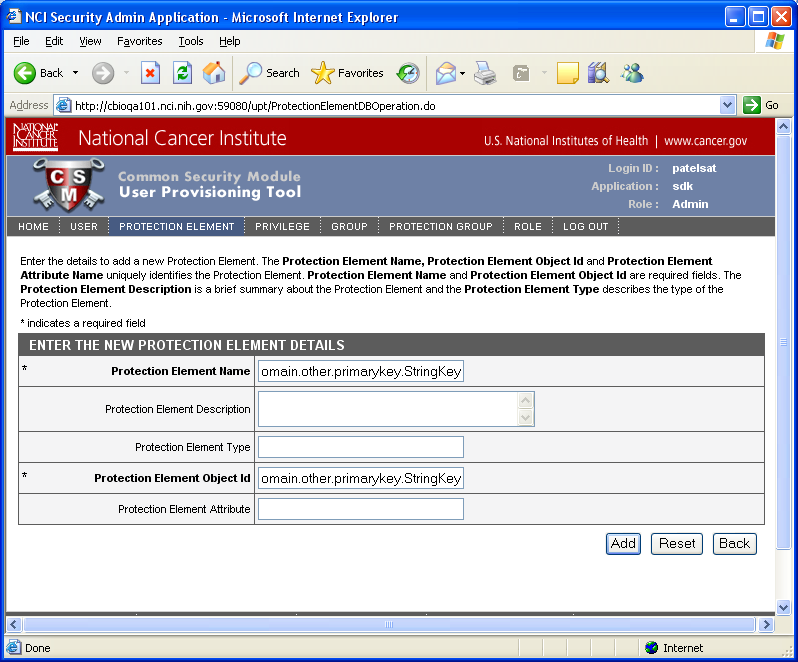 NCI Security Admin Application - Microsoft Internet Explorer
File Edit View Favorites Tools Help
Back Search Favorites
Address http://cbioqa101.nci.nih.gov:59080/upt/ProtectionElementDBOperation.do Go
NATIONAL CANCER INSTITUTE
National Cancer Institute
U.S. National Institutes of Health | www.cancer.gov
CSM
Common Security Module
User Provisioning Tool
Login ID : patelsat
Application : sdk
Role : Admin
HOME USER PROTECTION ELEMENT PRIVILEGE GROUP PROTECTION GROUP ROLE LOG OUT
Enter the details to add a new Protection Element. The Protection Element Name, Protection Element Object Id and Protection Element
Attribute Name uniquely identifies the Protection Element. Protection Element Name and Protection Element Object Id are required fields. The
Protection Element Description is a brief summary about the Protection Element and the Protection Element Type describes the type of the
Protection Element.
* indicates a required field
ENTER THE NEW PROTECTION ELEMENT DETAILS
* Protection Element Name omain.other.primarykey.StringKey
Protection Element Description
Protection Element Type
* Protection Element Object Id omain.other.primarykey.StringKey
Protection Element Attribute
Add Reset Back
Done Internet